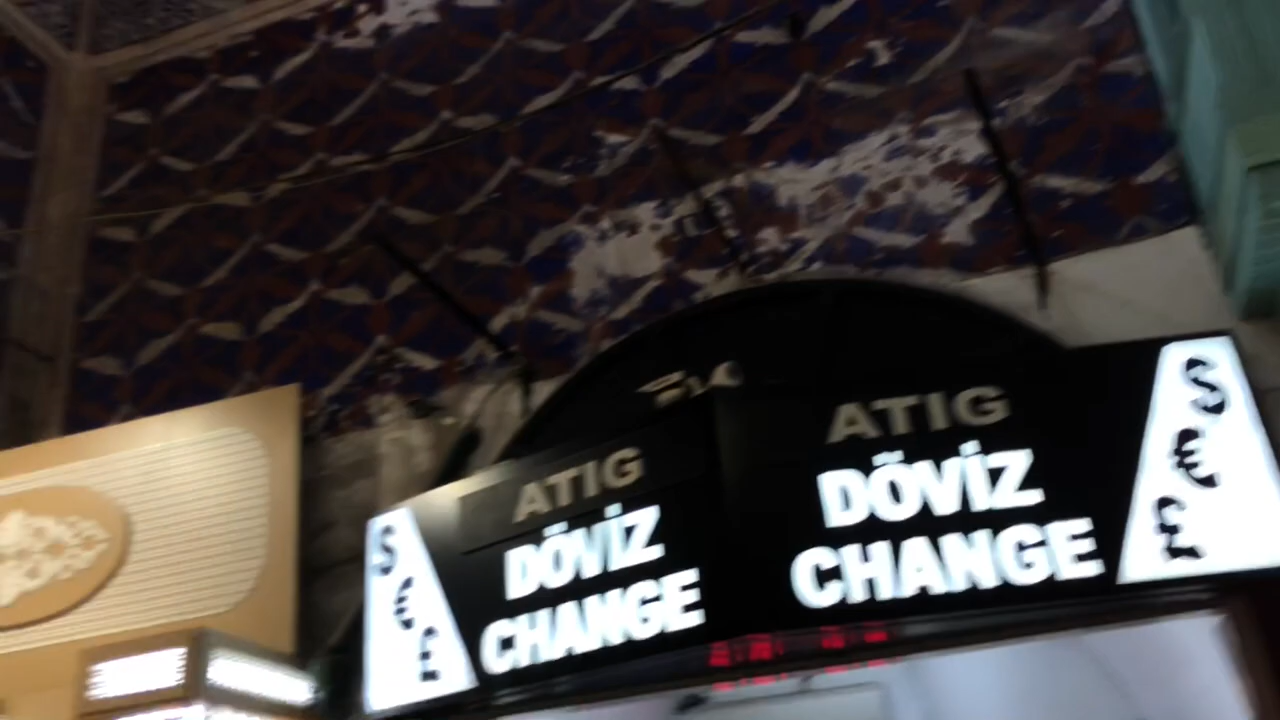 ATIG
DÖVİZ
CHANGE
$
€
£
ATIG
DÖVİZ
CHANGE
$
€
£